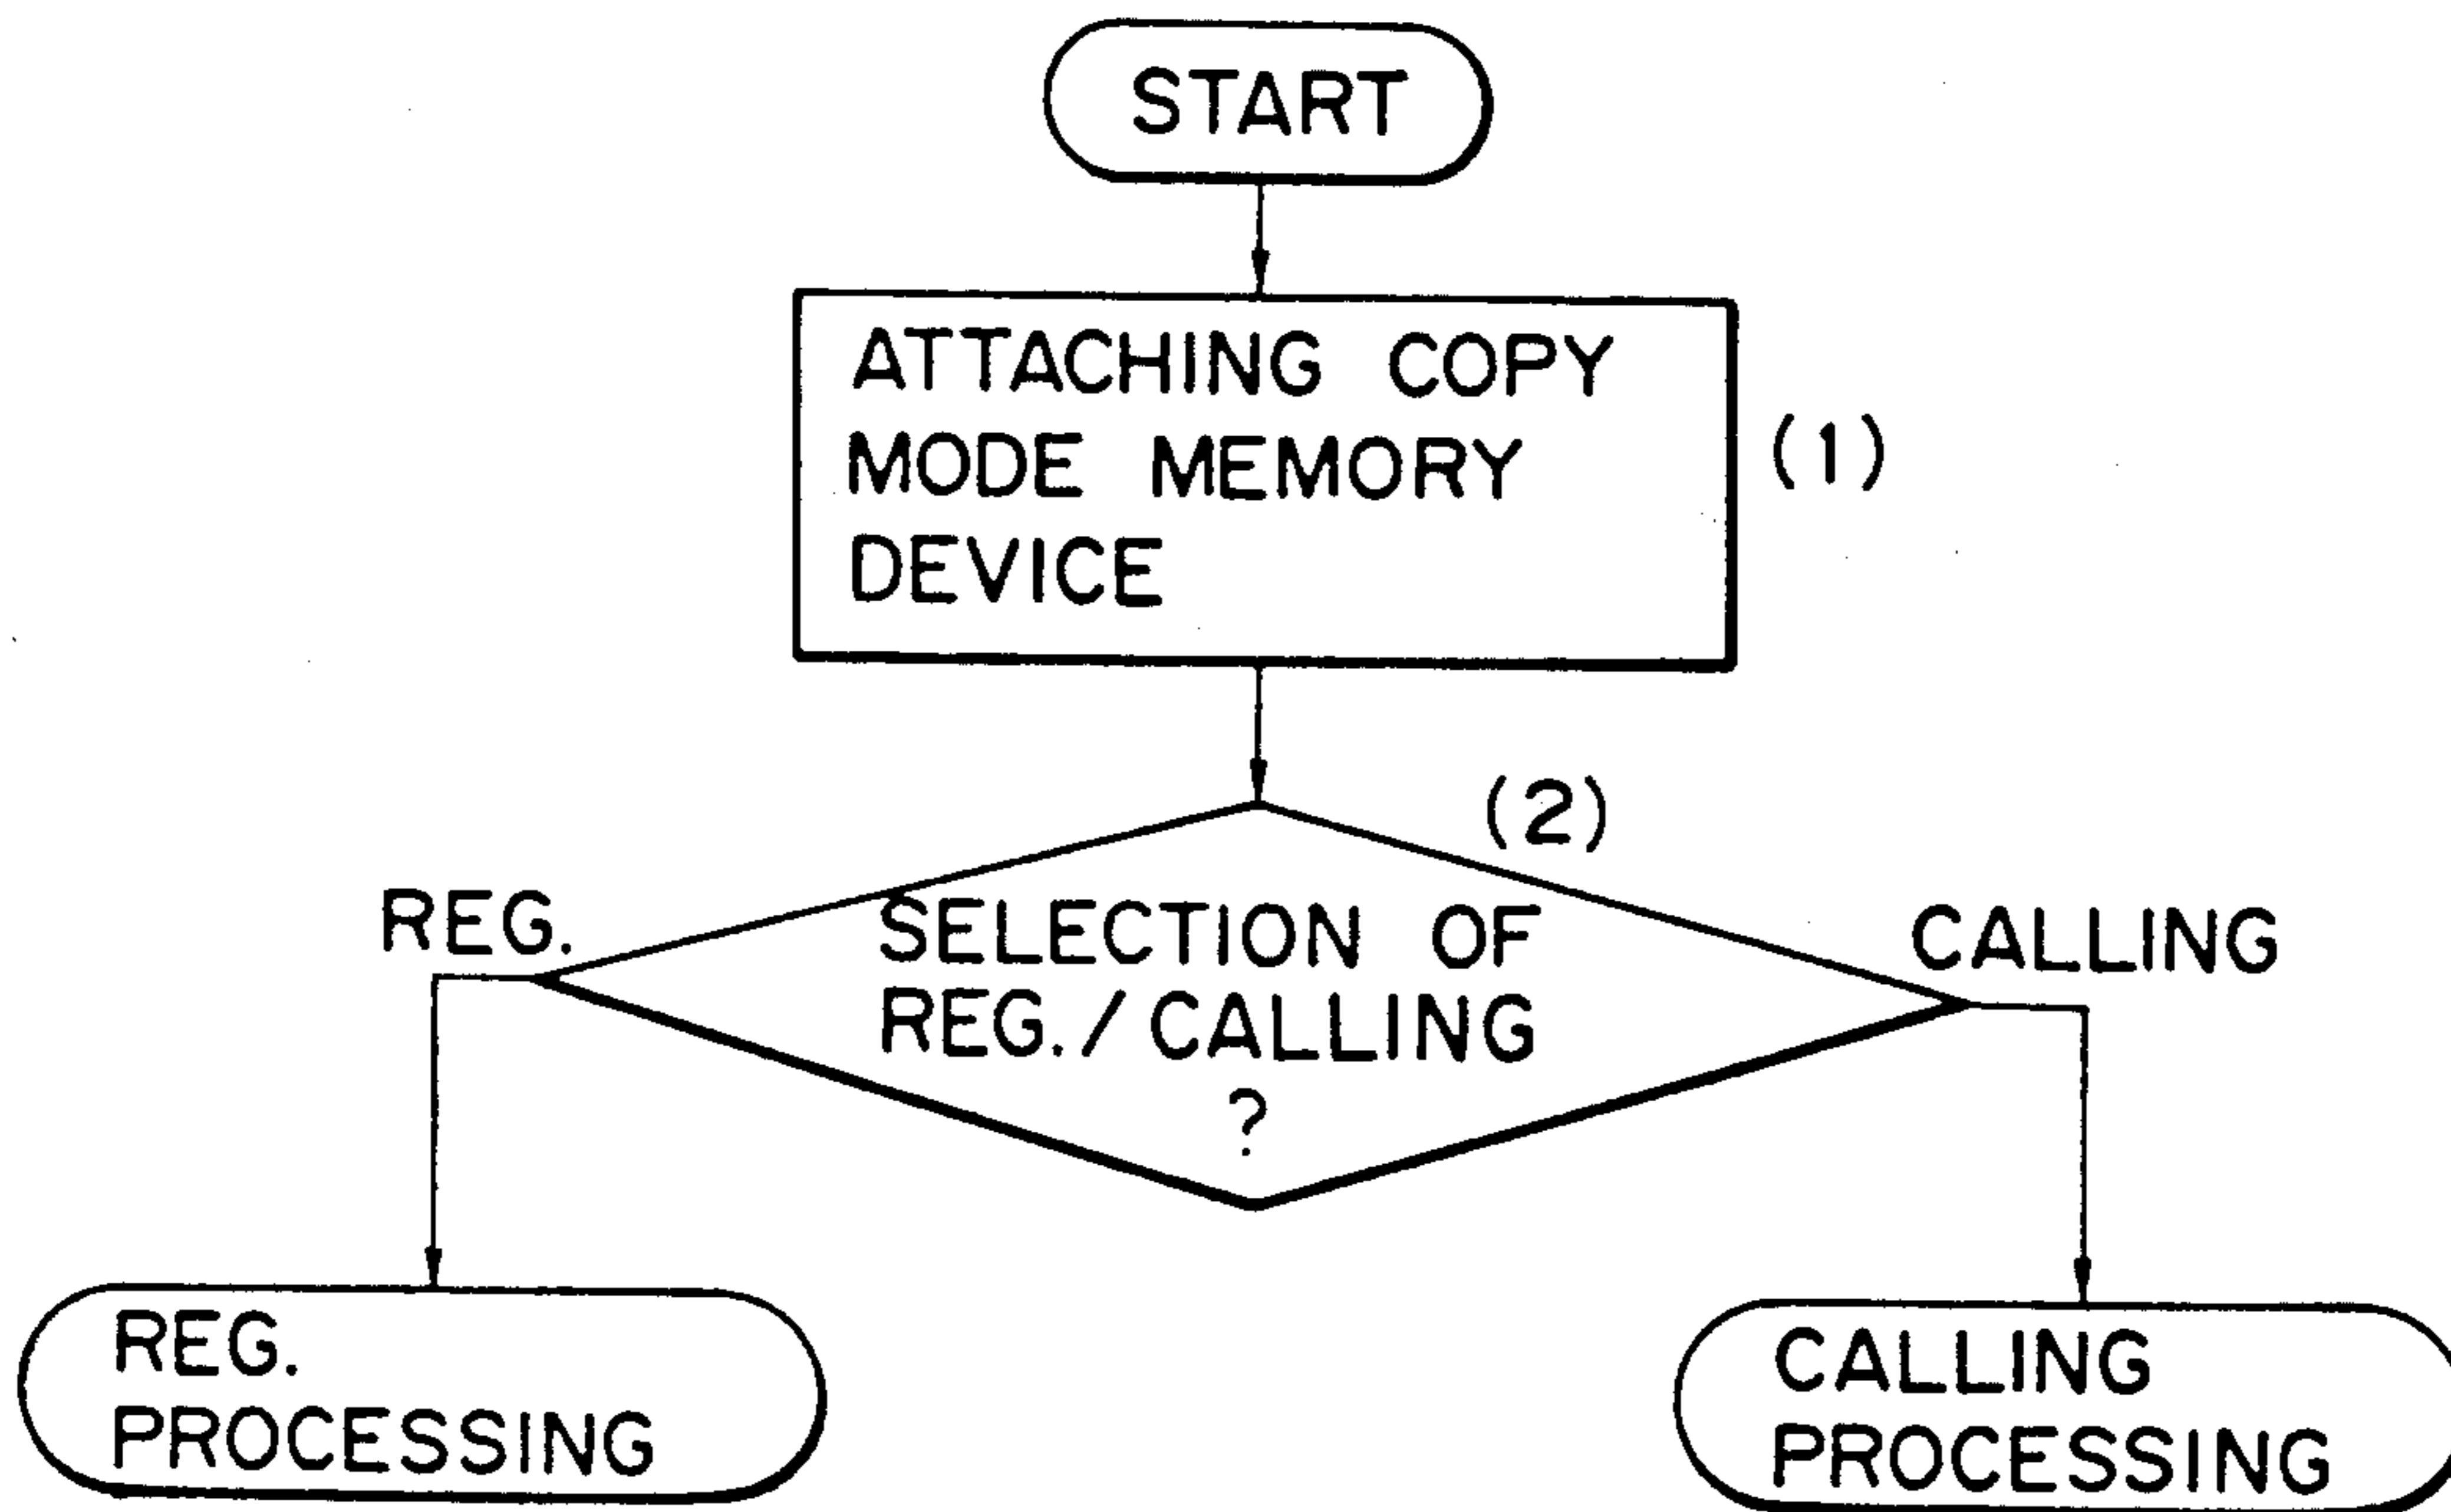 START
ATTACHING COPY
MODE MEMORY
DEVICE
(1)
(2)
REG.
SELECTION OF
REG./CALLING
?
CALLING
REG.
PROCESSING
CALLING
PROCESSING